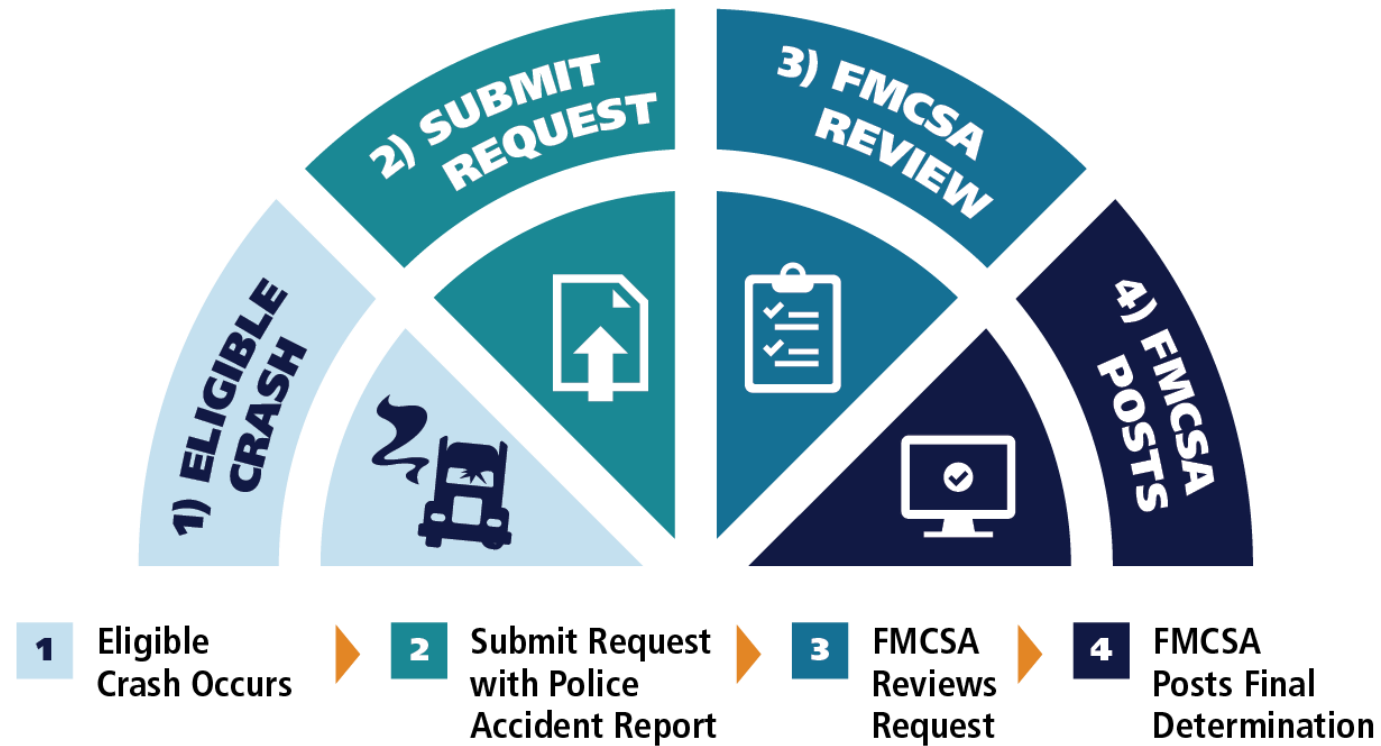 1) ELIGIBLE
CRASH
2) SUBMIT
REQUEST
3) FMCSA
REVIEW
4) FMCSA
POSTS
1
Eligible
Crash Occurs
2
Submit Request
with Police
Accident Report
3
FMCSA
Reviews
Request
4
FMCSA
Posts Final
Determination